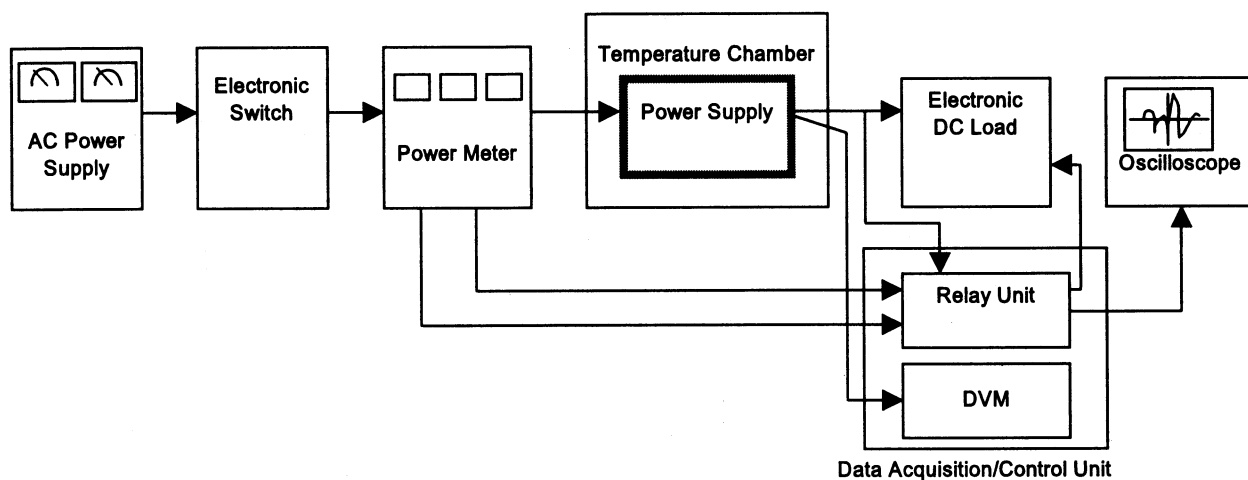 AC Power
Supply
Electronic
Switch
Power Meter
Temperature Chamber
Power Supply
Electronic
DC Load
Oscilloscope
Relay Unit
DVM
Data Acquisition/Control Unit